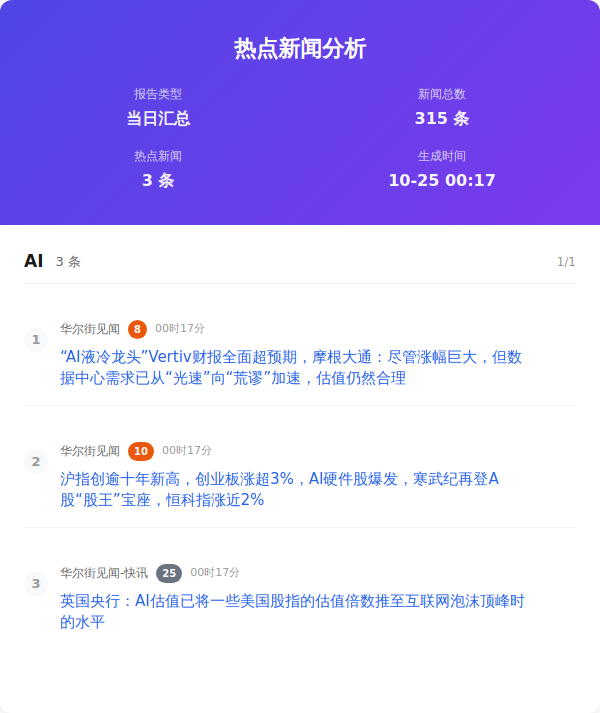 热点新闻分析
报告类型
当日汇总
新闻总数
315 条
热点新闻
3 条
生成时间
10-25 00:17
AI 3 条 1/1
1
华尔街见闻 8 00时17分
“AI液冷龙头”Vertiv财报全面超预期，摩根大通：尽管涨幅巨大，但数
据中心需求已从“光速”向“荒谬”加速，估值仍然合理
2
华尔街见闻 10 00时17分
沪指创逾十年新高，创业板涨超3%，AI硬件股爆发，寒武纪再登A
股“股王”宝座，恒科指涨近2%
3
华尔街见闻-快讯 25 00时17分
英国央行：AI估值已将一些美国股指的估值倍数推至互联网泡沫顶峰时
的水平